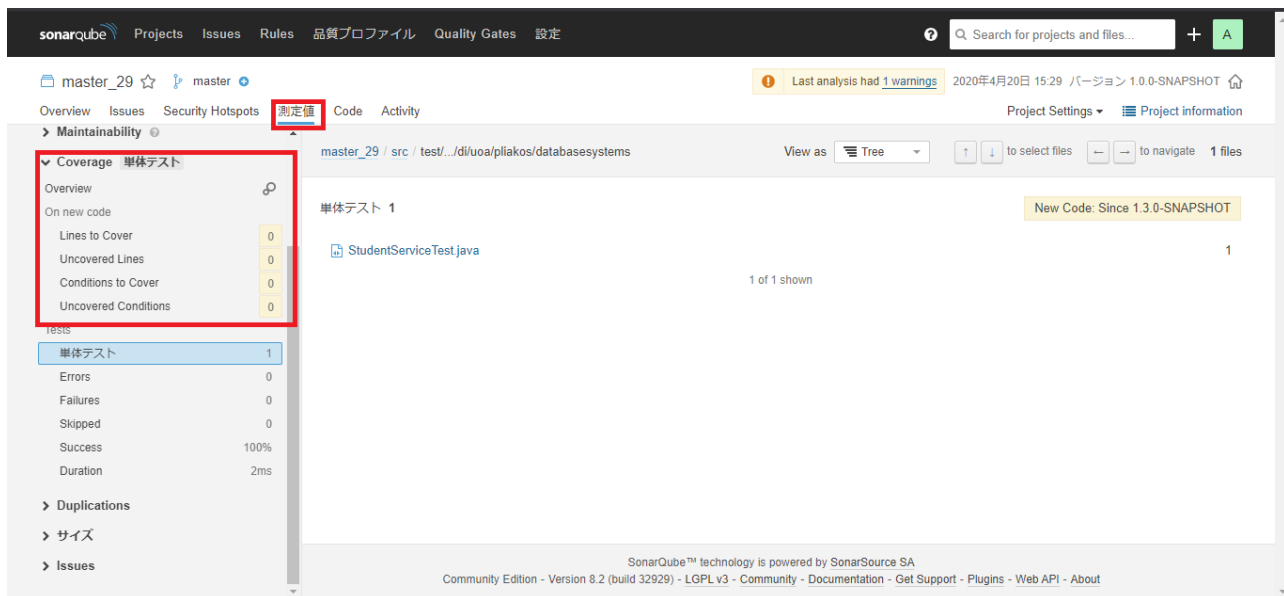 sonarqube Projects Issues Rules 品質プロファイル Quality Gates 設定 ? Search for projects and files... + A
master_29 master Last analysis had 1 warnings 2020年4月20日 15:29 バージョン 1.0.0-SNAPSHOT
Overview Issues Security Hotspots 測定値 Code Activity Project Settings Project information
Maintainability ?
master_29 / src / test/.../di/uoa/pliakos/databasesystems View as Tree ↑ ↓ to select files ← → to navigate 1 files
Coverage 単体テスト
Overview
On new code
Lines to Cover 0
Uncovered Lines 0
Conditions to Cover 0
Uncovered Conditions 0
Tests
単体テスト 1
Errors 0
Failures 0
Skipped 0
Success 100%
Duration 2ms
Duplications
サイズ
Issues
単体テスト 1 New Code: Since 1.3.0-SNAPSHOT
StudentServiceTest.java 1
1 of 1 shown
SonarQube™ technology is powered by SonarSource SA
Community Edition - Version 8.2 (build 32929) - LGPL v3 - Community - Documentation - Get Support - Plugins - Web API - About